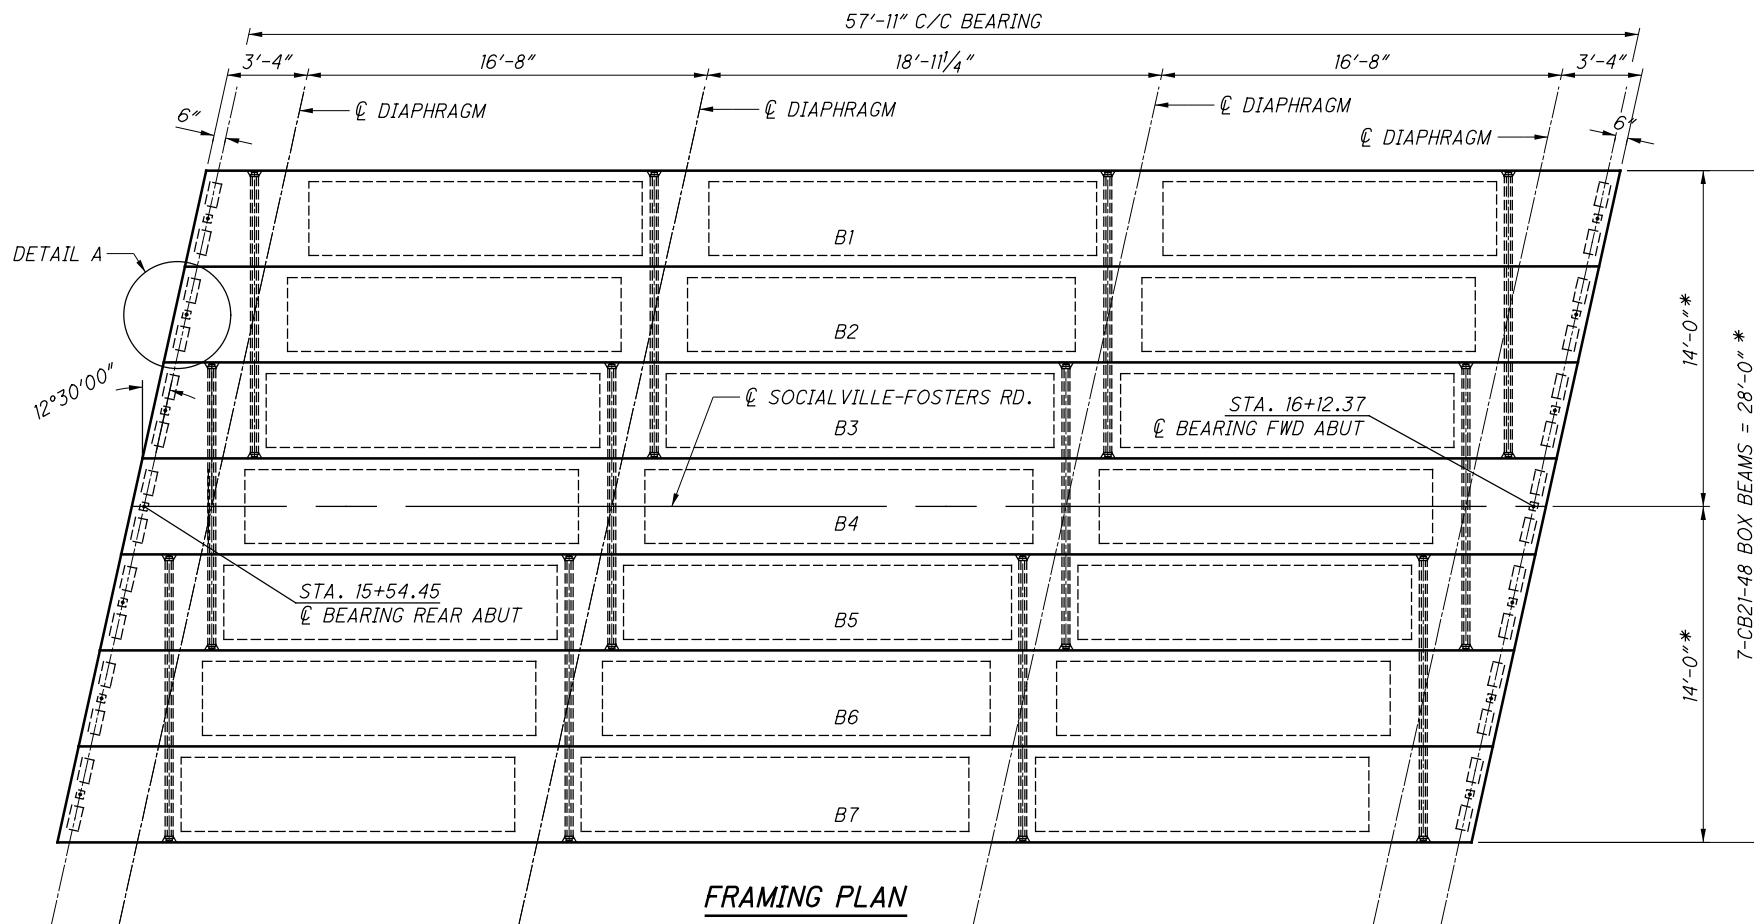 57'-11" C/C BEARING
3'-4"
16'-8"
18'-11 1/4"
16'-8"
3'-4"
6"
℄ DIAPHRAGM
℄ DIAPHRAGM
℄ DIAPHRAGM
℄ DIAPHRAGM
6"
DETAIL A
B1
B2
12°30'00"
℄ SOCIALVILLE-FOSTERS RD.
B3
STA. 16+12.37
℄ BEARING FWD ABUT
B4
STA. 15+54.45
℄ BEARING REAR ABUT
B5
B6
B7
14'-0"*
14'-0"*
7-CB21-48 BOX BEAMS = 28'-0" *
FRAMING PLAN